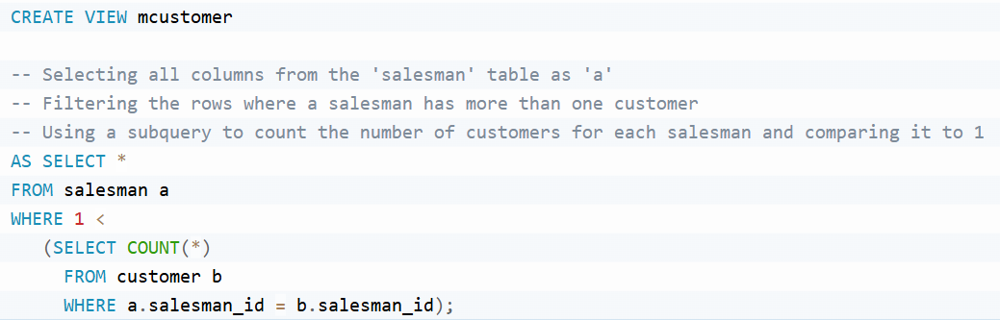 CREATE VIEW mcustomer
-- Selecting all columns from the 'salesman' table as 'a'
-- Filtering the rows where a salesman has more than one customer
-- Using a subquery to count the number of customers for each salesman and comparing it to 1
AS SELECT *
FROM salesman a
WHERE 1 <
(SELECT COUNT(*)
FROM customer b
WHERE a.salesman_id = b.salesman_id);